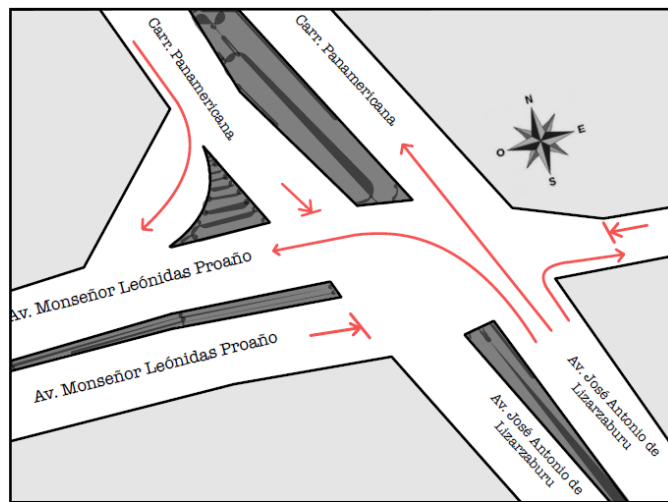 Carr. Panamericana
Carr. Panamericana
N
E
O
S
Av. Monseñor Leónidas Proaño
Av. Monseñor Leónidas Proaño
Av. José Antonio de
Lizarzaburu
Av. José Antonio de
Lizarzaburu